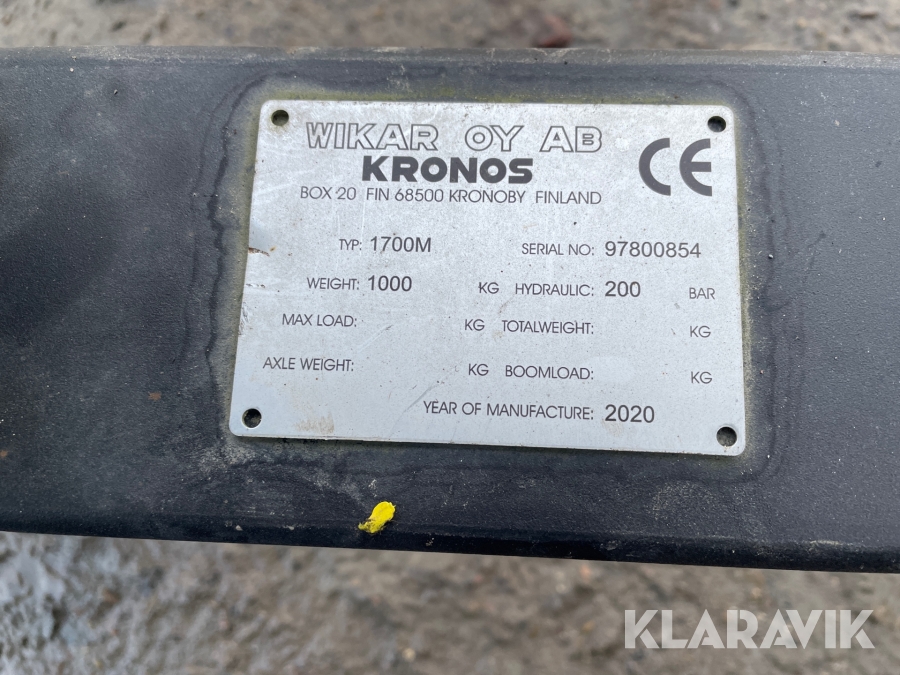 WIKAR OY AB
KRONOS
CE
BOX 20 FIN 68500 KRONOBY FINLAND
TYP: 1700M SERIAL NO: 97800854
WEIGHT: 1000 KG HYDRAULIC: 200 BAR
MAX LOAD: KG TOTALWEIGHT: KG
AXLE WEIGHT: KG BOOMLOAD: KG
YEAR OF MANUFACTURE: 2020
KLARAVIK